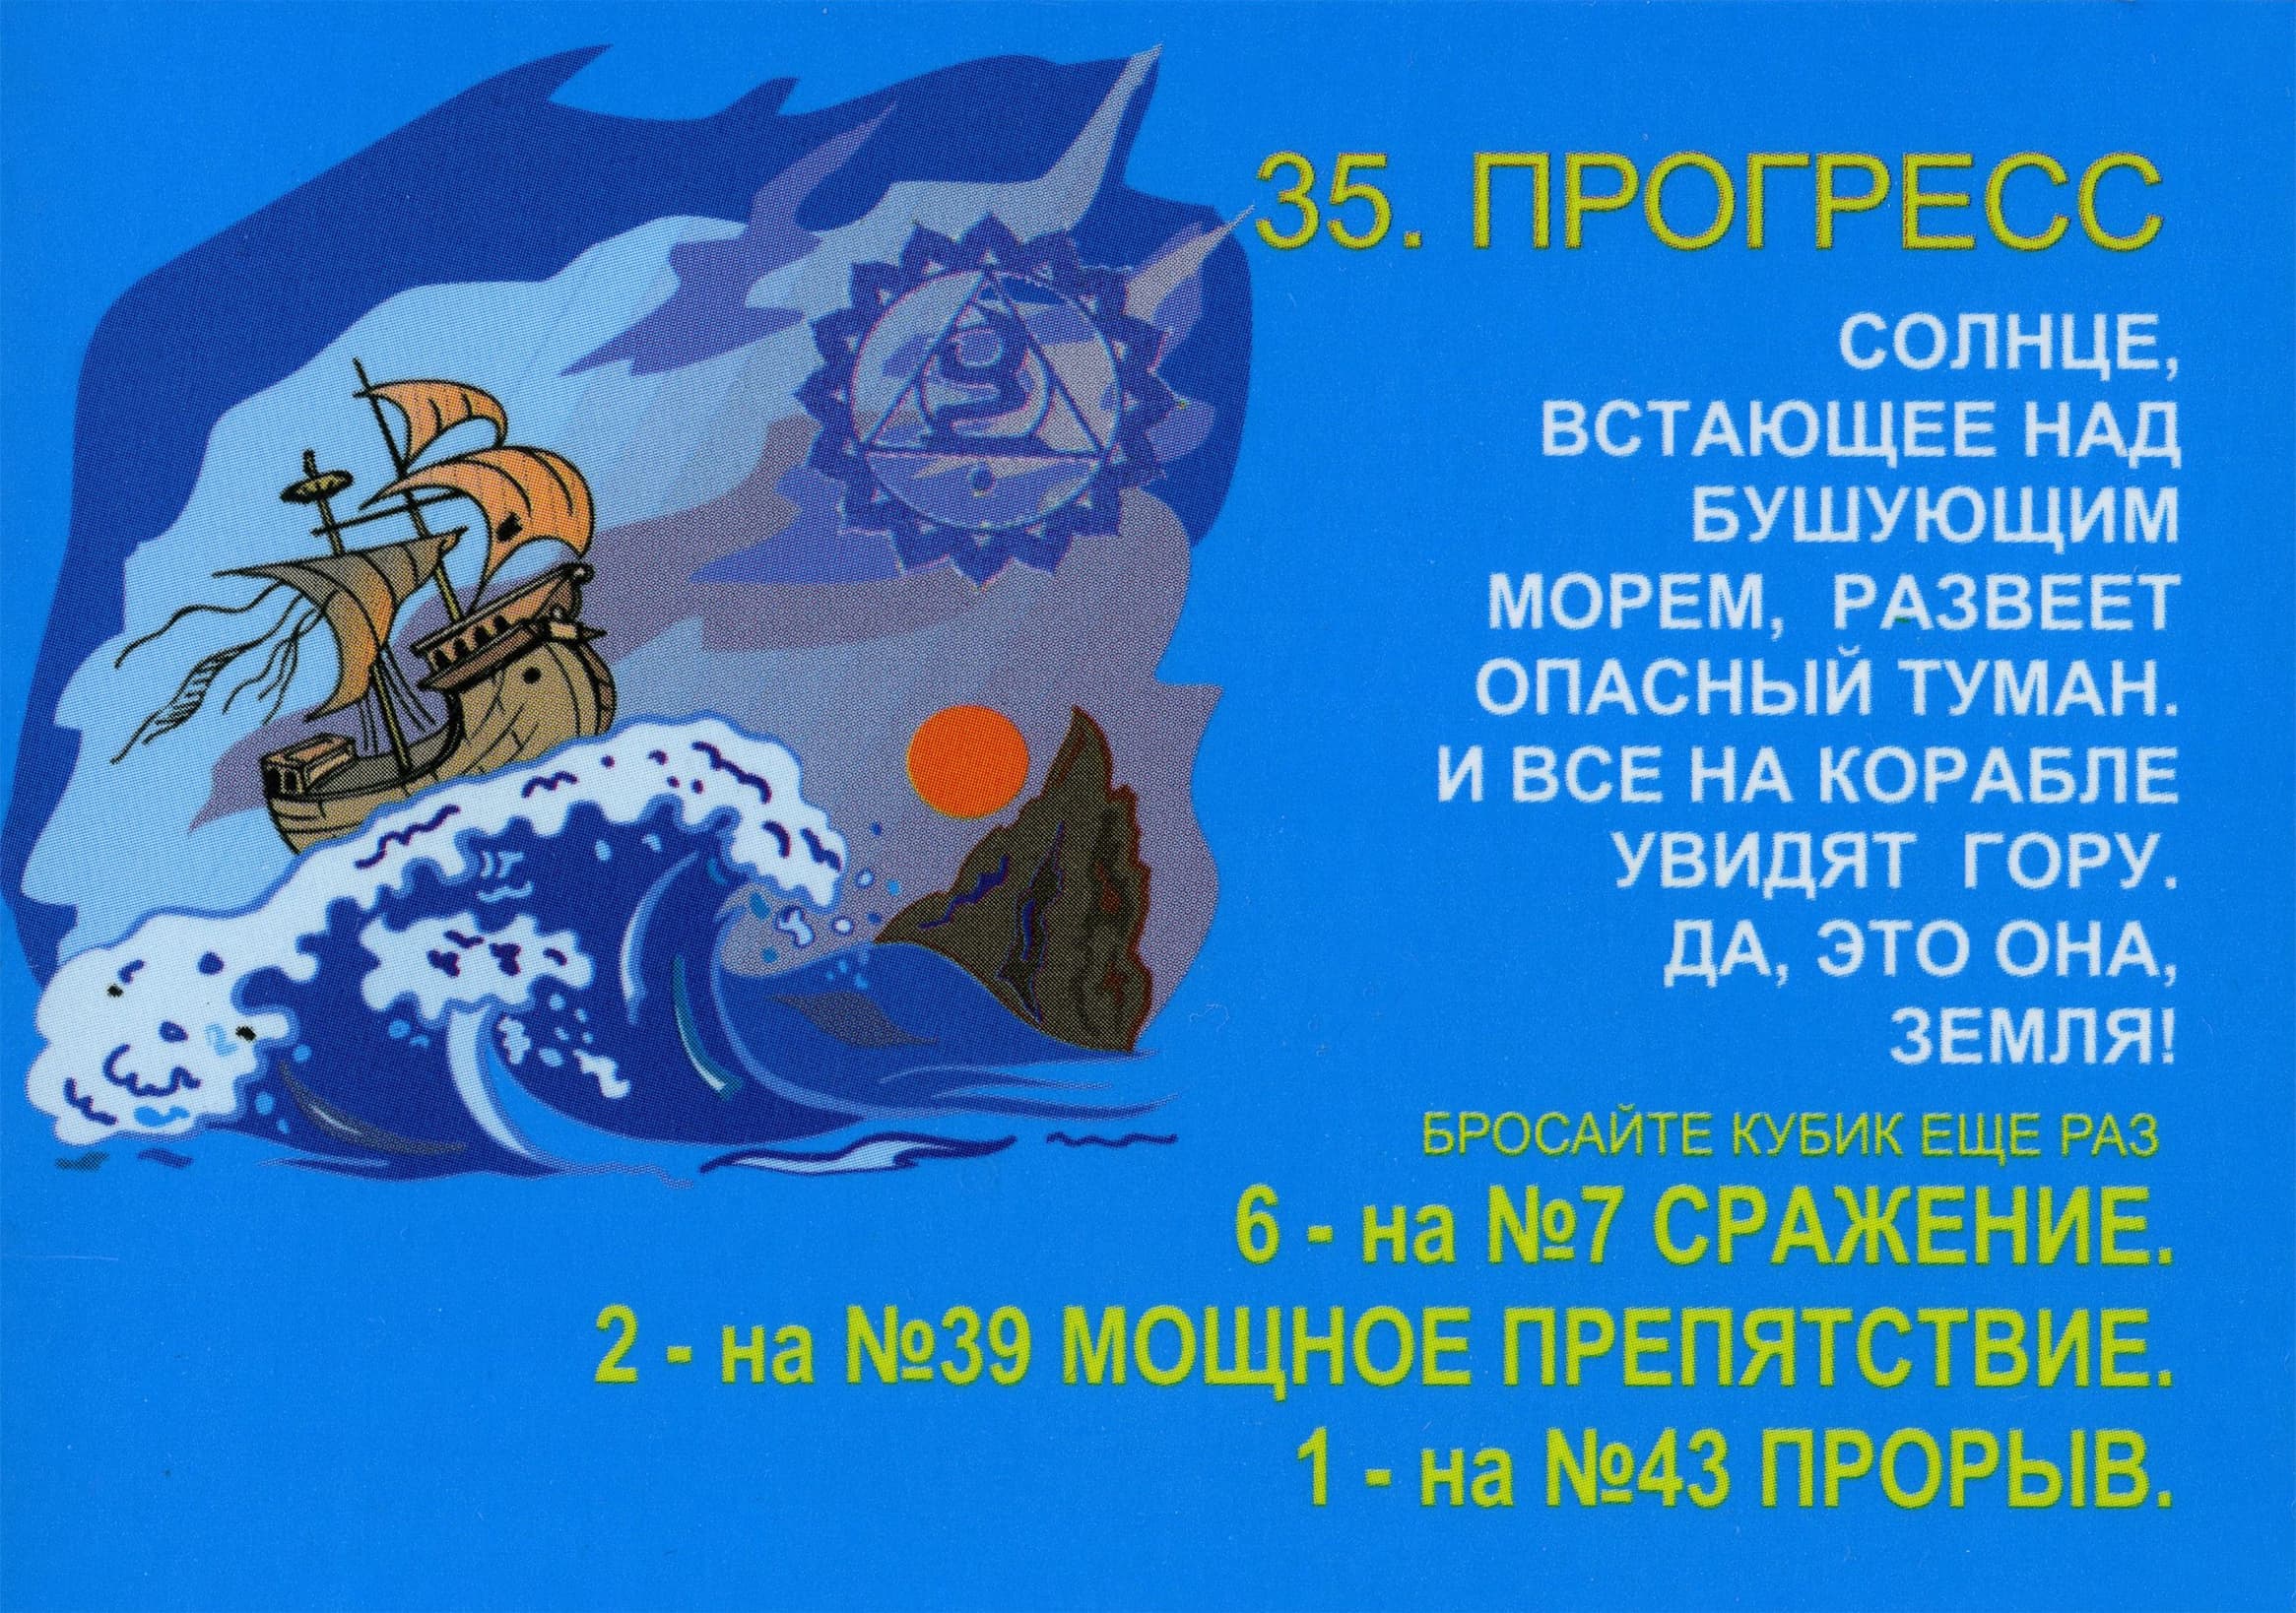 35. ПРОГРЕСС
СОЛНЦЕ,
ВСТАЮЩЕЕ НАД
БУШУЮЩИМ
МОРЕМ, РАЗВЕЕТ
ОПАСНЫЙ ТУМАН.
И ВСЕ НА КОРАБЛЕ
УВИДЯТ ГОРУ.
ДА, ЭТО ОНА,
ЗЕМЛЯ!
БРОСАЙТЕ КУБИК ЕЩЕ РАЗ
6 - на №7 СРАЖЕНИЕ.
2 - на №39 МОЩНОЕ ПРЕПЯТСТВИЕ.
1 - на №43 ПРОРЫВ.